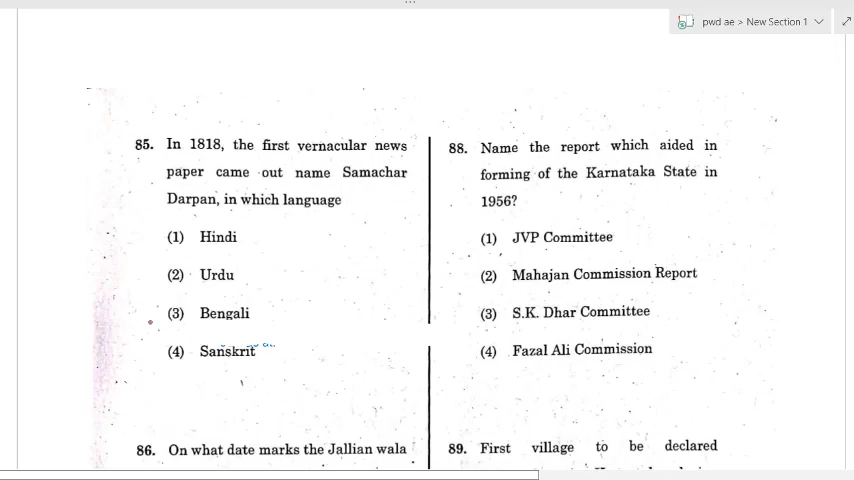 pwd ae > New Section 1
85. In 1818, the first vernacular news
paper came out name Samachar
Darpan, in which language
(1) Hindi
(2) Urdu
(3) Bengali
(4) Sanskrit
86. On what date marks the Jallian wala
88. Name the report which aided in
forming of the Karnataka State in
1956?
(1) JVP Committee
(2) Mahajan Commission Report
(3) S.K. Dhar Committee
(4) Fazal Ali Commission
89. First village to be declared